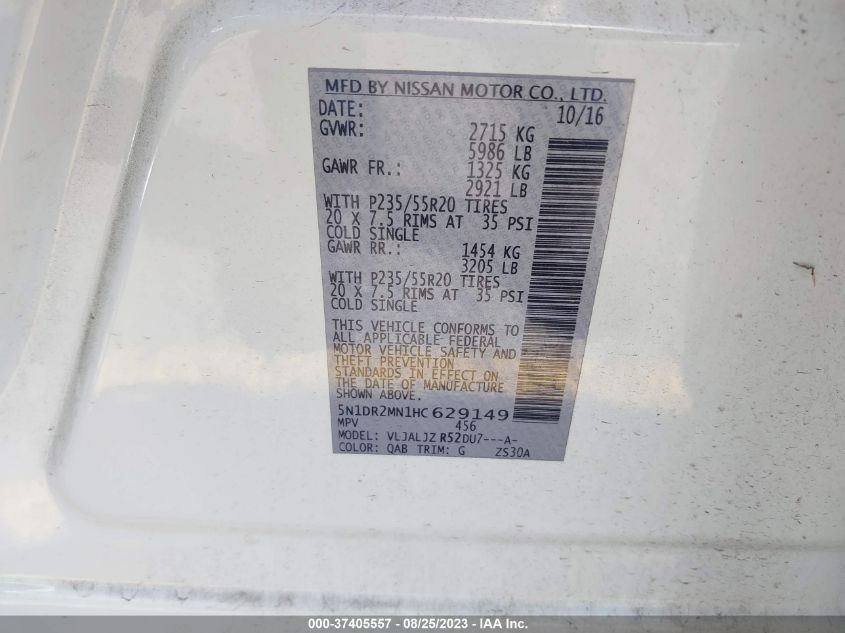 MFD BY NISSAN MOTOR CO., LTD.
DATE: 10/16
GVWR: 2715 KG
5986 LB
GAWR FR.: 1325 KG
2921 LB
WITH P235/55R20 TIRES
20 X 7.5 RIMS AT 35 PSI
COLD SINGLE
GAWR RR.: 1454 KG
3205 LB
WITH P235/55R20 TIRES
20 X 7.5 RIMS AT 35 PSI
COLD SINGLE
THIS VEHICLE CONFORMS TO
ALL APPLICABLE FEDERAL
MOTOR VEHICLE SAFETY AND
THEFT PREVENTION
STANDARDS IN EFFECT ON
THE DATE OF MANUFACTURE
SHOWN ABOVE.
5N1DR2MN1HC 629149
MPV 456
MODEL: VLJALJZ R52DU7---A-
COLOR: QAB TRIM: G ZS30A
000-37405557 - 08/25/2023 - IAA Inc.